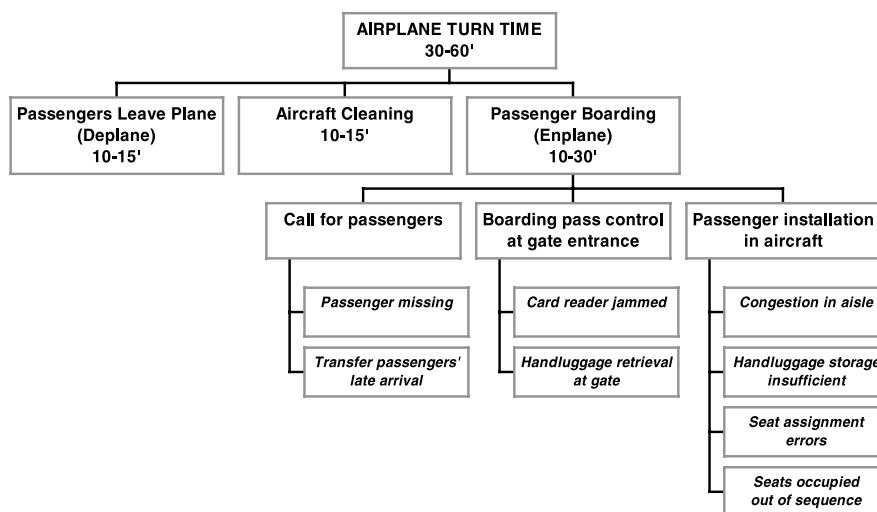 AIRPLANE TURN TIME
30-60'
Passengers Leave Plane
(Deplane)
10-15'
Aircraft Cleaning
10-15'
Passenger Boarding
(Enplane)
10-30'
Call for passengers
Boarding pass control
at gate entrance
Passenger installation
in aircraft
Passenger missing
Transfer passengers'
late arrival
Card reader jammed
Handluggage retrieval
at gate
Congestion in aisle
Handluggage storage
insufficient
Seat assignment
errors
Seats occupied
out of sequence